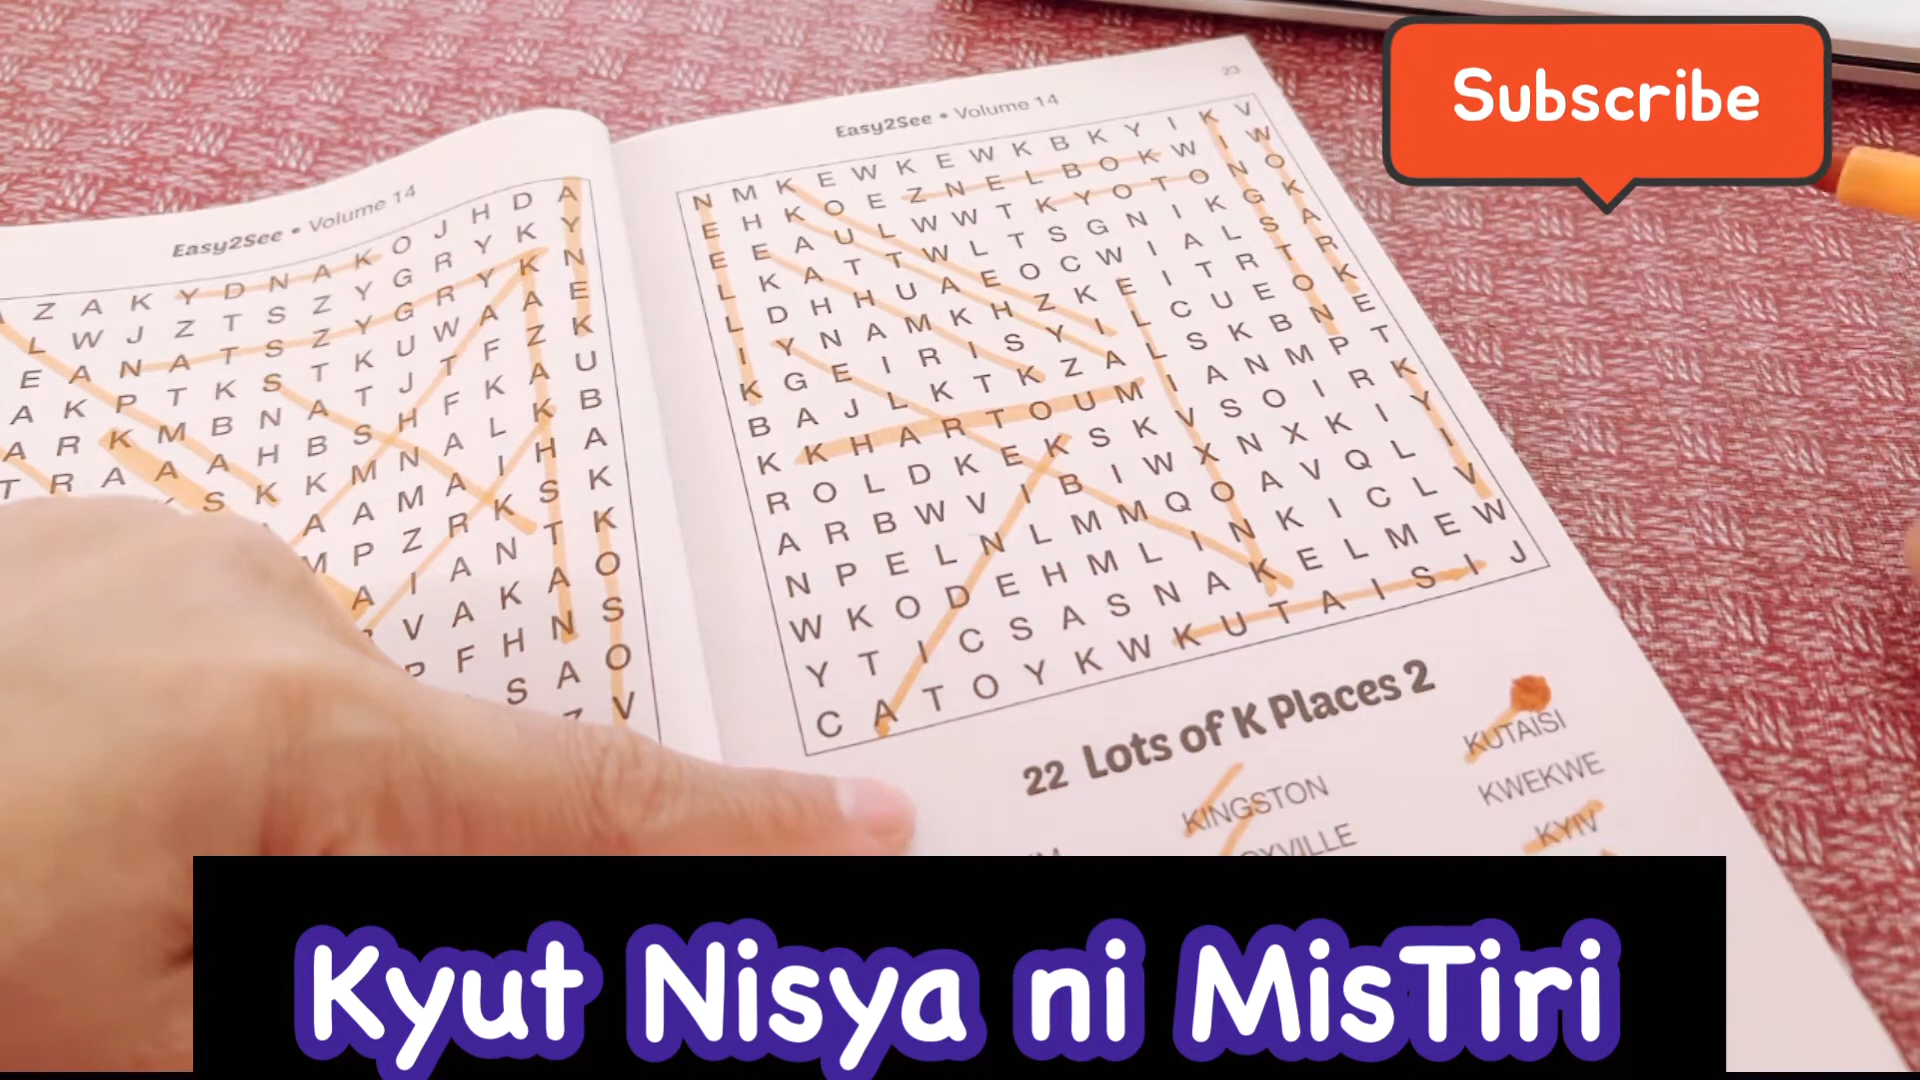 Easy2See • Volume 14
Z A K Y D N A K O J H D A
L W J Z T S Z Y G R Y K Y
E A N A T S Z Y G R Y K N
A K P T K S T K U W A A E
A R K M B N A T J T F Z K
T R A A A H B S H F K A U
K S K K M N A L K B
A A M A I H A
M P Z R K S K
A I A N T K
V A K A O
P F H N S
S A O
Z V
23
Easy2See • Volume 14
N M K E W K E W K B K Y I K V
E H K O E Z N E L B O K W I W
E E A U L W W T K Y O T O N O
L K A T T W L T S G N I K G K
L D H H U A E O C W I A L S A
I Y N A M K H Z K E I T R T R
K G E I R I S Y I L C U E O K
B A J L K T K Z A L S K B N E
K K H A R T O U M I A N M P T
R O L D K E K S K V S O I R K
A R B W V I B I W X N X K I Y
N P E L N L M M Q O A V Q L I
W K O D E H M L I N K I C L V
Y T I C S A S N A K E L M E W
C A T O Y K W K U T A I S I J
22 Lots of K Places 2
KINGSTON
KUTAISI
KWEKWE
KYIV
Subscribe
Kyut Nisya ni MisTiri